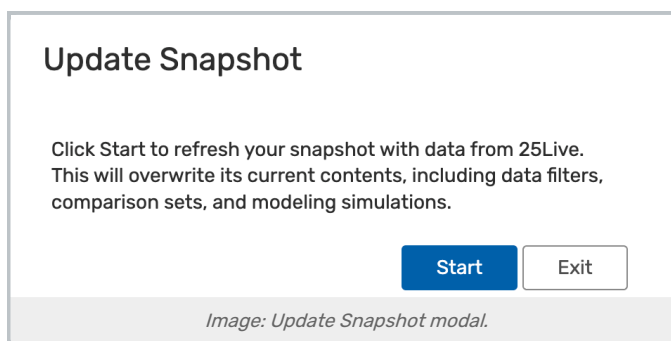 Update Snapshot
Click Start to refresh your snapshot with data from 25Live.
This will overwrite its current contents, including data filters,
comparison sets, and modeling simulations.
Start Exit
Image: Update Snapshot modal.